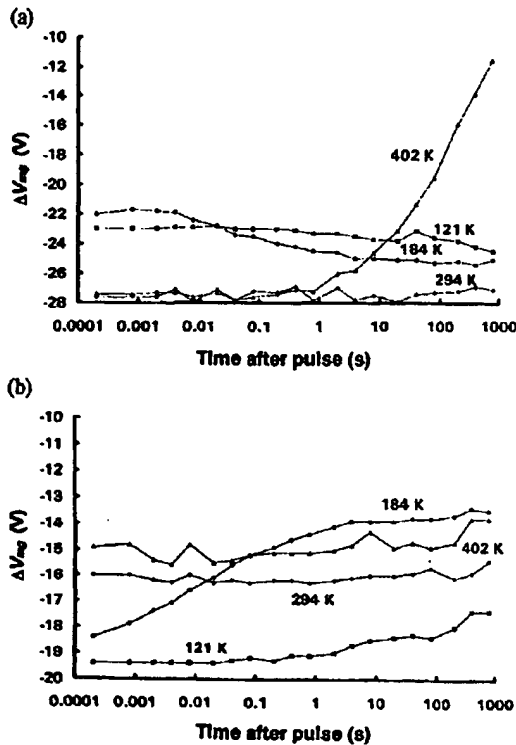 (a)
-10
-12
-14
-16
-18
-20
-22
-24
-26
-28
ΔVmg (V)
402 K
121 K
184 K
294 K
0.0001 0.001 0.01 0.1 1 10 100 1000
Time after pulse (s)
(b)
-10
-11
-12
-13
-14
-15
-16
-17
-18
-19
-20
ΔVmg (V)
184 K
402 K
294 K
121 K
0.0001 0.001 0.01 0.1 1 10 100 1000
Time after pulse (s)